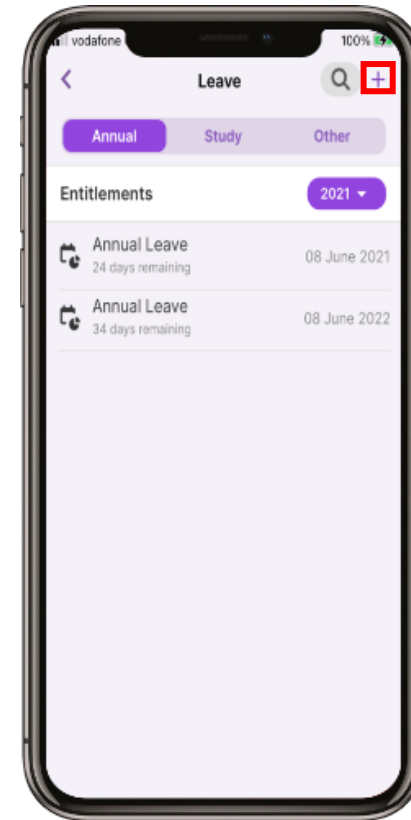 vodafone 100%
Leave
Annual Study Other
Entitlements 2021
Annual Leave
24 days remaining 08 June 2021
Annual Leave
34 days remaining 08 June 2022